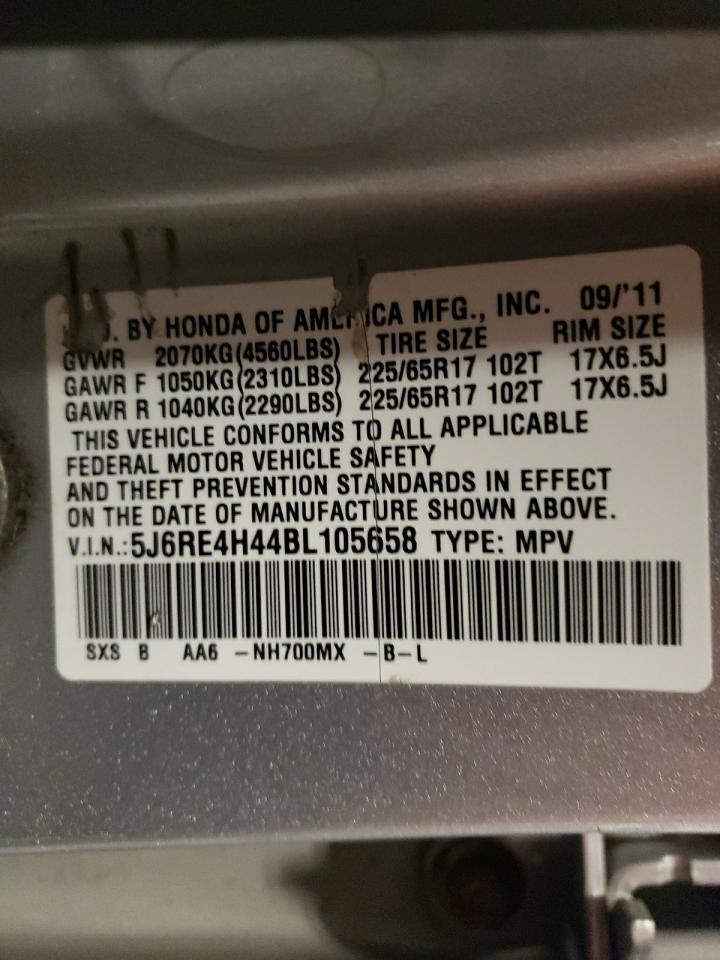 BY HONDA OF AMERICA MFG., INC. 09/'11
GVWR 2070KG(4560LBS) TIRE SIZE RIM SIZE
GAWR F 1050KG(2310LBS) 225/65R17 102T 17X6.5J
GAWR R 1040KG(2290LBS) 225/65R17 102T 17X6.5J
THIS VEHICLE CONFORMS TO ALL APPLICABLE
FEDERAL MOTOR VEHICLE SAFETY
AND THEFT PREVENTION STANDARDS IN EFFECT
ON THE DATE OF MANUFACTURE SHOWN ABOVE.
V.I.N.:5J6RE4H44BL105658 TYPE: MPV
SXS B AA6 -NH700MX -B-L